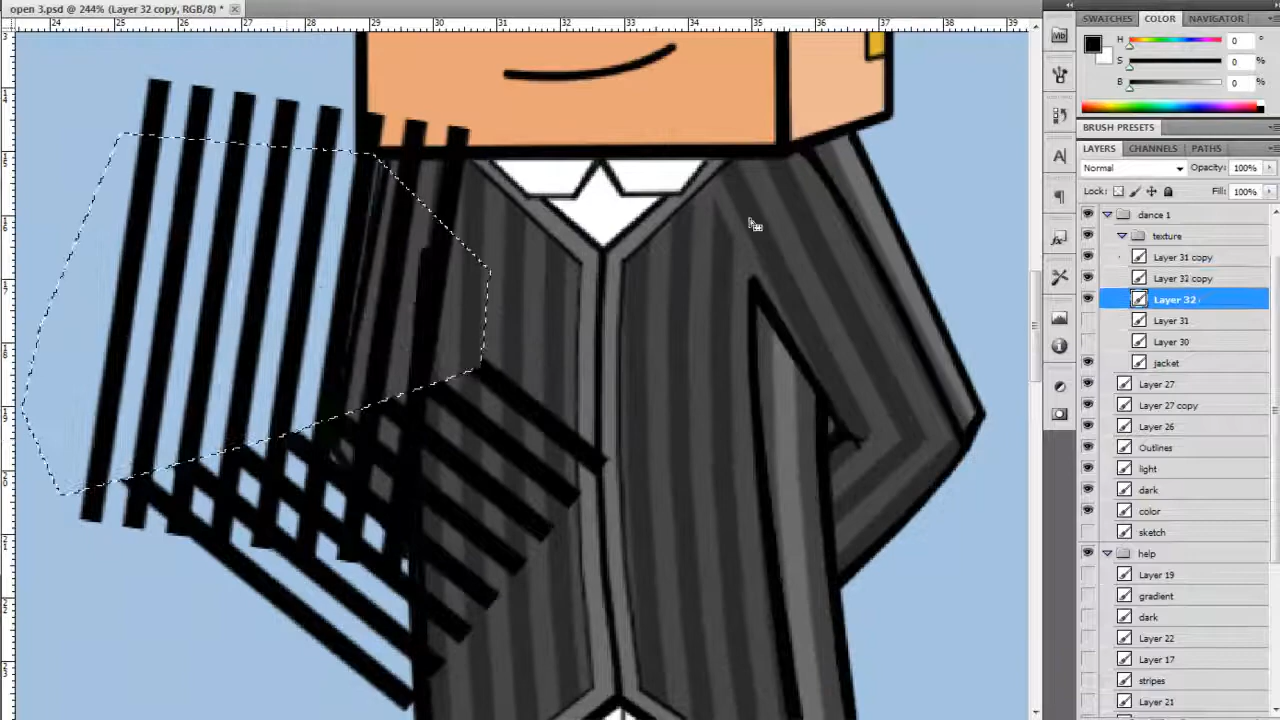 open 3.psd @ 244% (Layer 32 copy, RGB/8) *
24 25 26 27 28 29 30 31 32 33 34 35 36 37 38 39
SWATCHES COLOR NAVIGATOR
H 0 °
S 0 %
B 0 %
BRUSH PRESETS
LAYERS CHANNELS PATHS
Normal Opacity: 100%
Lock: Fill: 100%
dance 1
texture
Layer 31 copy
Layer 32 copy
Layer 32
Layer 31
Layer 30
jacket
Layer 27
Layer 27 copy
Layer 26
Outlines
light
dark
color
sketch
help
Layer 19
gradient
dark
Layer 22
Layer 17
stripes
Layer 21